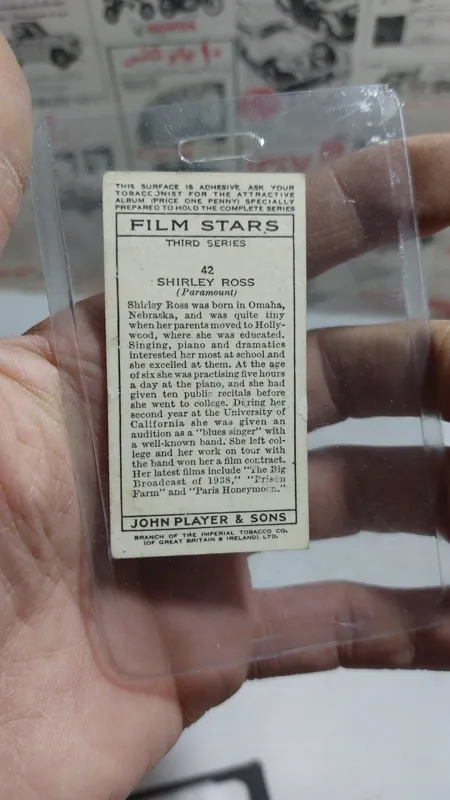 THIS SURFACE IS ADHESIVE. ASK YOUR
TOBACCONIST FOR THE ATTRACTIVE
ALBUM (PRICE ONE PENNY) SPECIALLY
PREPARED TO HOLD THE COMPLETE SERIES
FILM STARS
THIRD SERIES
42
SHIRLEY ROSS
(Paramount)
Shirley Ross was born in Omaha,
Nebraska, and was quite tiny
when her parents moved to Holly-
wood, where she was educated.
Singing, piano and dramatics
interested her most at school and
she excelled at them. At the age
of six she was practising five hours
a day at the piano, and she had
given ten public recitals before
she went to college. During her
second year at the University of
California she was given an
audition as a "blues singer" with
a well-known band. She left col-
lege and her work on tour with
the band won her a film contract.
Her latest films include "The Big
Broadcast of 1938," "Prison
Farm" and "Paris Honeymoon."
JOHN PLAYER & SONS
BRANCH OF THE IMPERIAL TOBACCO CO.
(OF GREAT BRITAIN & IRELAND), LTD.